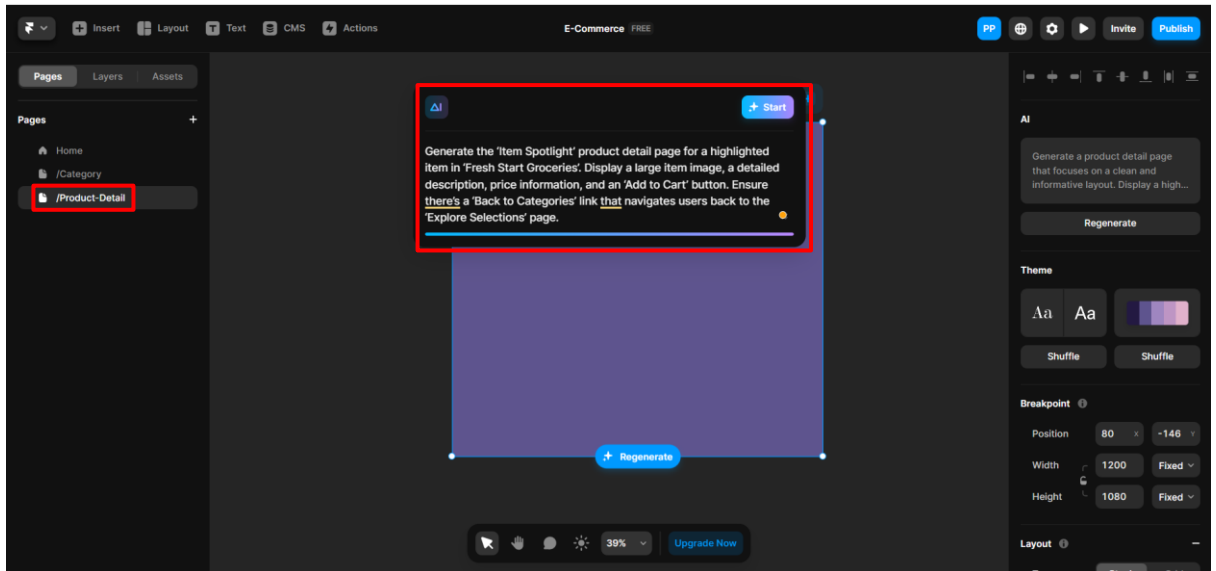 Insert
Layout
Text
CMS
Actions
E-Commerce FREE
PP
Invite
Publish
Pages
Layers
Assets
Pages
Home
/Category
/Product-Detail
AI
Start
Generate the 'Item Spotlight' product detail page for a highlighted
item in 'Fresh Start Groceries'. Display a large item image, a detailed
description, price information, and an 'Add to Cart' button. Ensure
there's a 'Back to Categories' link that navigates users back to the
'Explore Selections' page.
Regenerate
39%
Upgrade Now
AI
Generate a product detail page
that focuses on a clean and
informative layout. Display a high...
Regenerate
Theme
Aa
Aa
Shuffle
Shuffle
Breakpoint
Position 80 X -146 Y
Width 1200 Fixed
Height 1080 Fixed
Layout